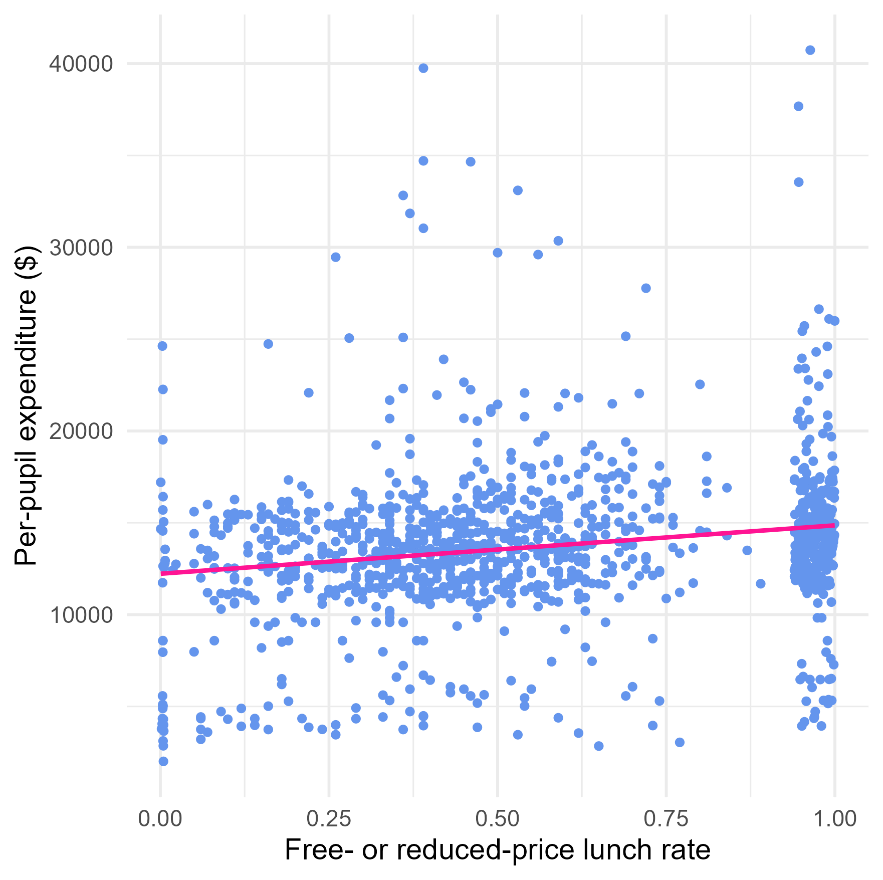 Per-pupil expenditure ($)
40000
30000
20000
10000
0.00 0.25 0.50 0.75 1.00
Free- or reduced-price lunch rate